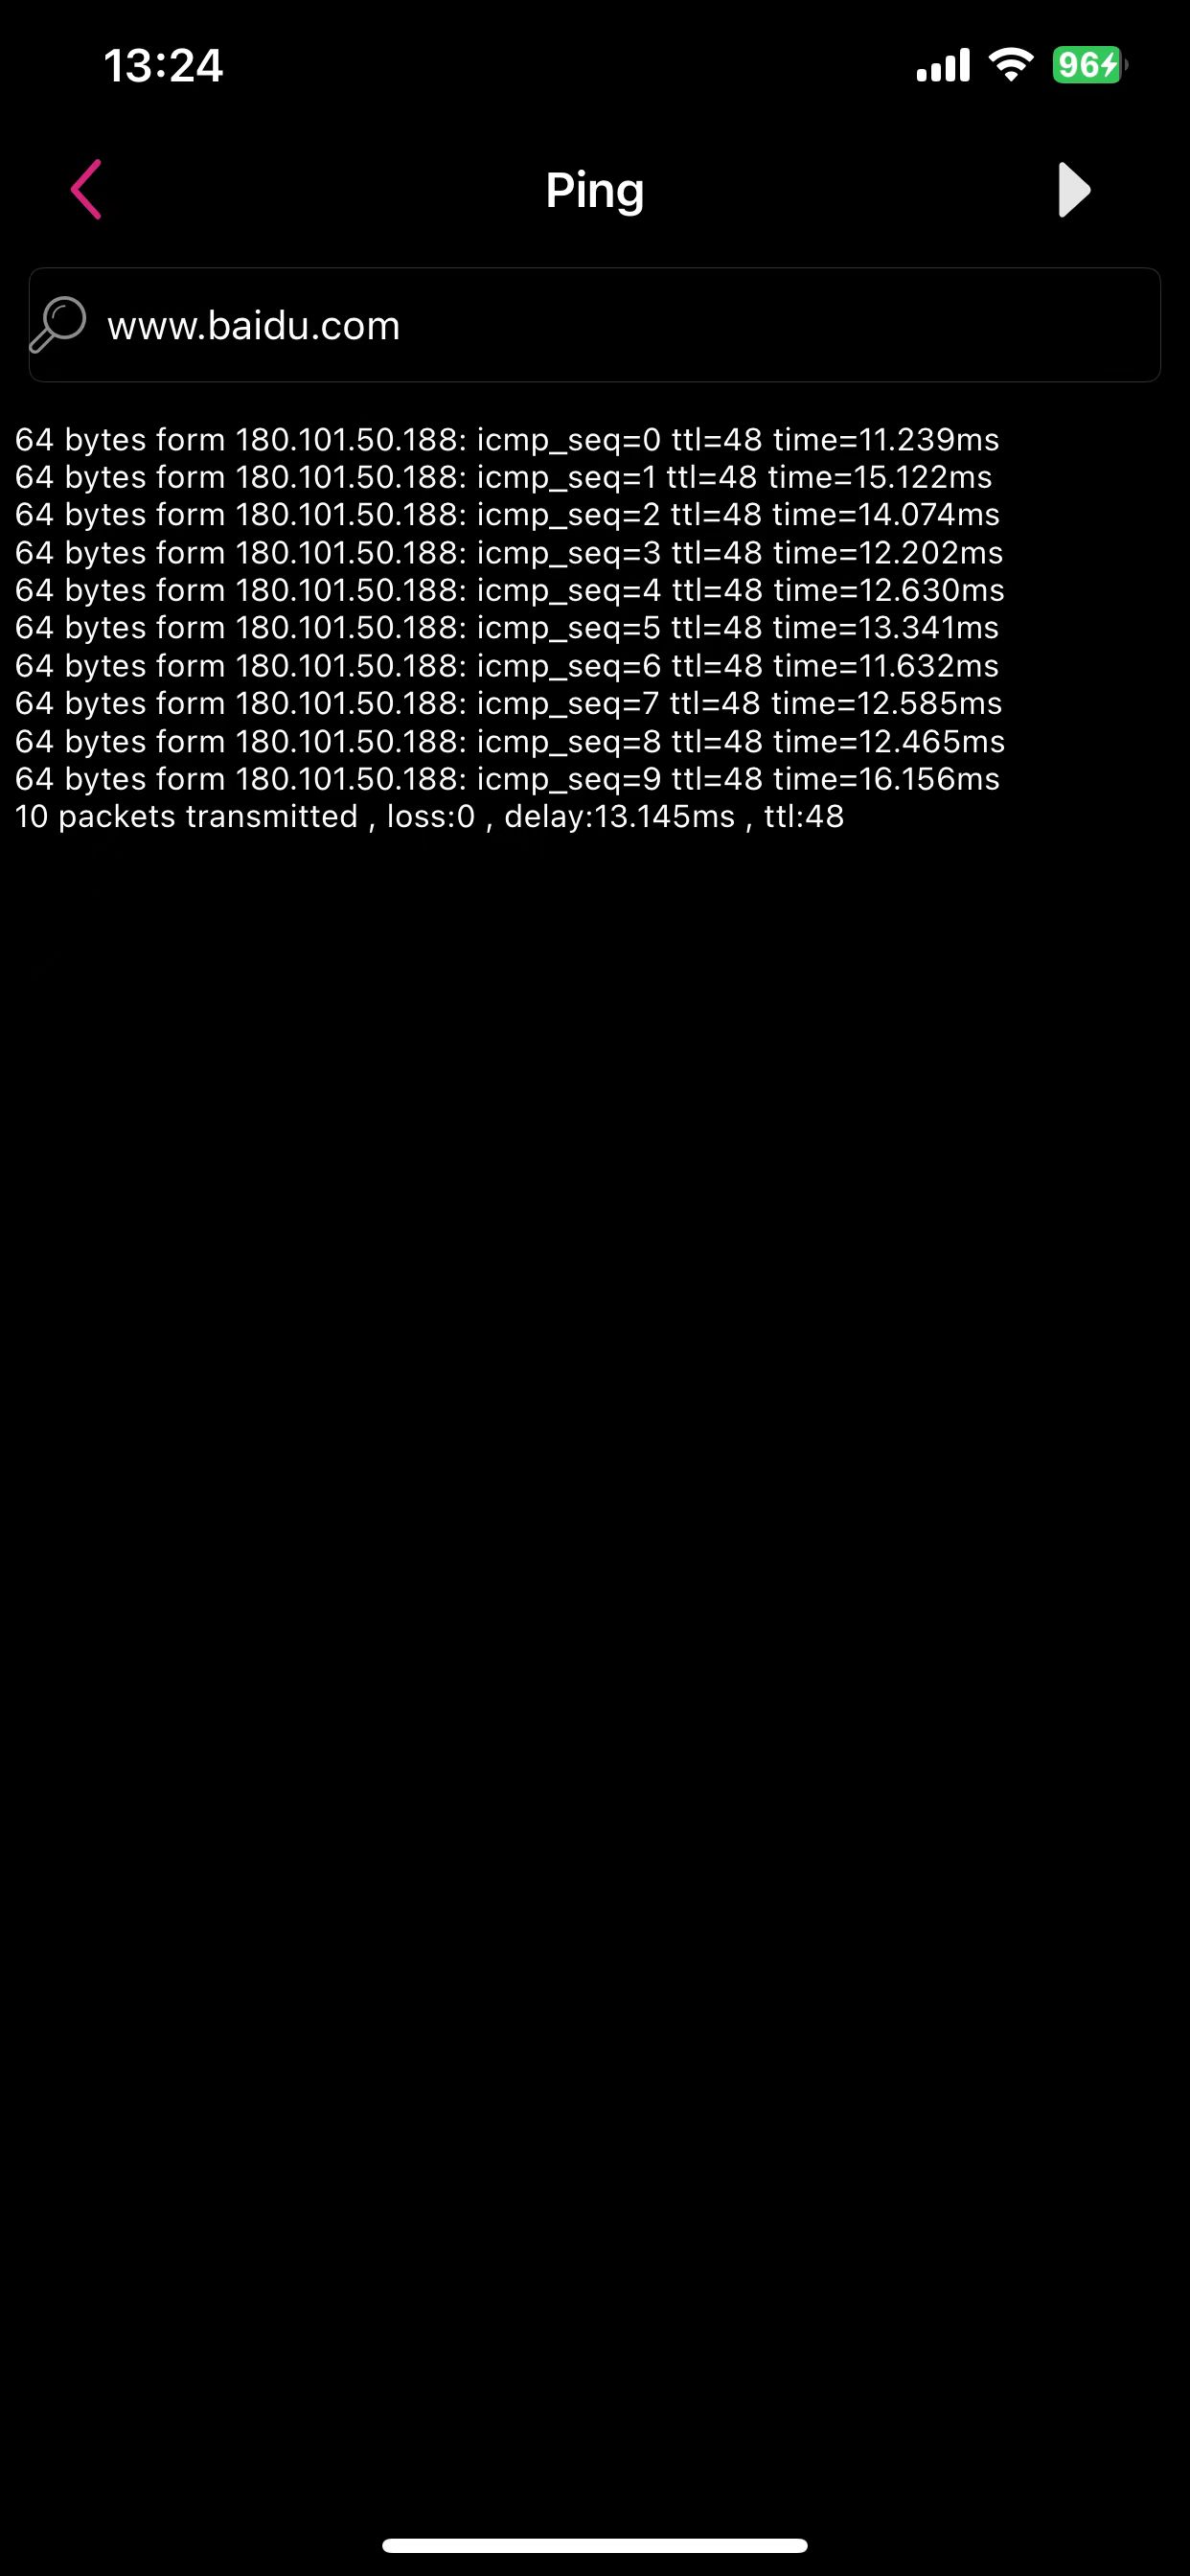 13:24
96
Ping
www.baidu.com
64 bytes form 180.101.50.188: icmp_seq=0 ttl=48 time=11.239ms
64 bytes form 180.101.50.188: icmp_seq=1 ttl=48 time=15.122ms
64 bytes form 180.101.50.188: icmp_seq=2 ttl=48 time=14.074ms
64 bytes form 180.101.50.188: icmp_seq=3 ttl=48 time=12.202ms
64 bytes form 180.101.50.188: icmp_seq=4 ttl=48 time=12.630ms
64 bytes form 180.101.50.188: icmp_seq=5 ttl=48 time=13.341ms
64 bytes form 180.101.50.188: icmp_seq=6 ttl=48 time=11.632ms
64 bytes form 180.101.50.188: icmp_seq=7 ttl=48 time=12.585ms
64 bytes form 180.101.50.188: icmp_seq=8 ttl=48 time=12.465ms
64 bytes form 180.101.50.188: icmp_seq=9 ttl=48 time=16.156ms
10 packets transmitted , loss:0 , delay:13.145ms , ttl:48